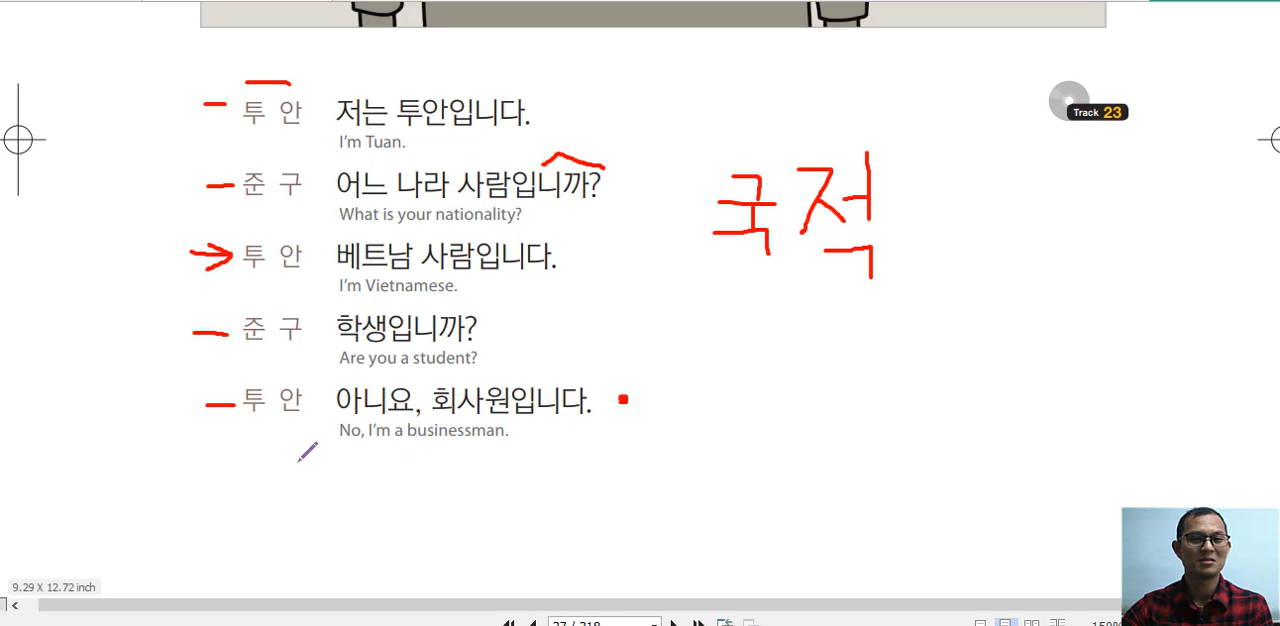 투 안 저는 투안입니다.
I'm Tuan.
Track 23
준 구 어느 나라 사람입니까?
What is your nationality?
국적
투 안 베트남 사람입니다.
I'm Vietnamese.
준 구 학생입니까?
Are you a student?
투 안 아니요, 회사원입니다.
No, I'm a businessman.
9.29 X 12.72 inch